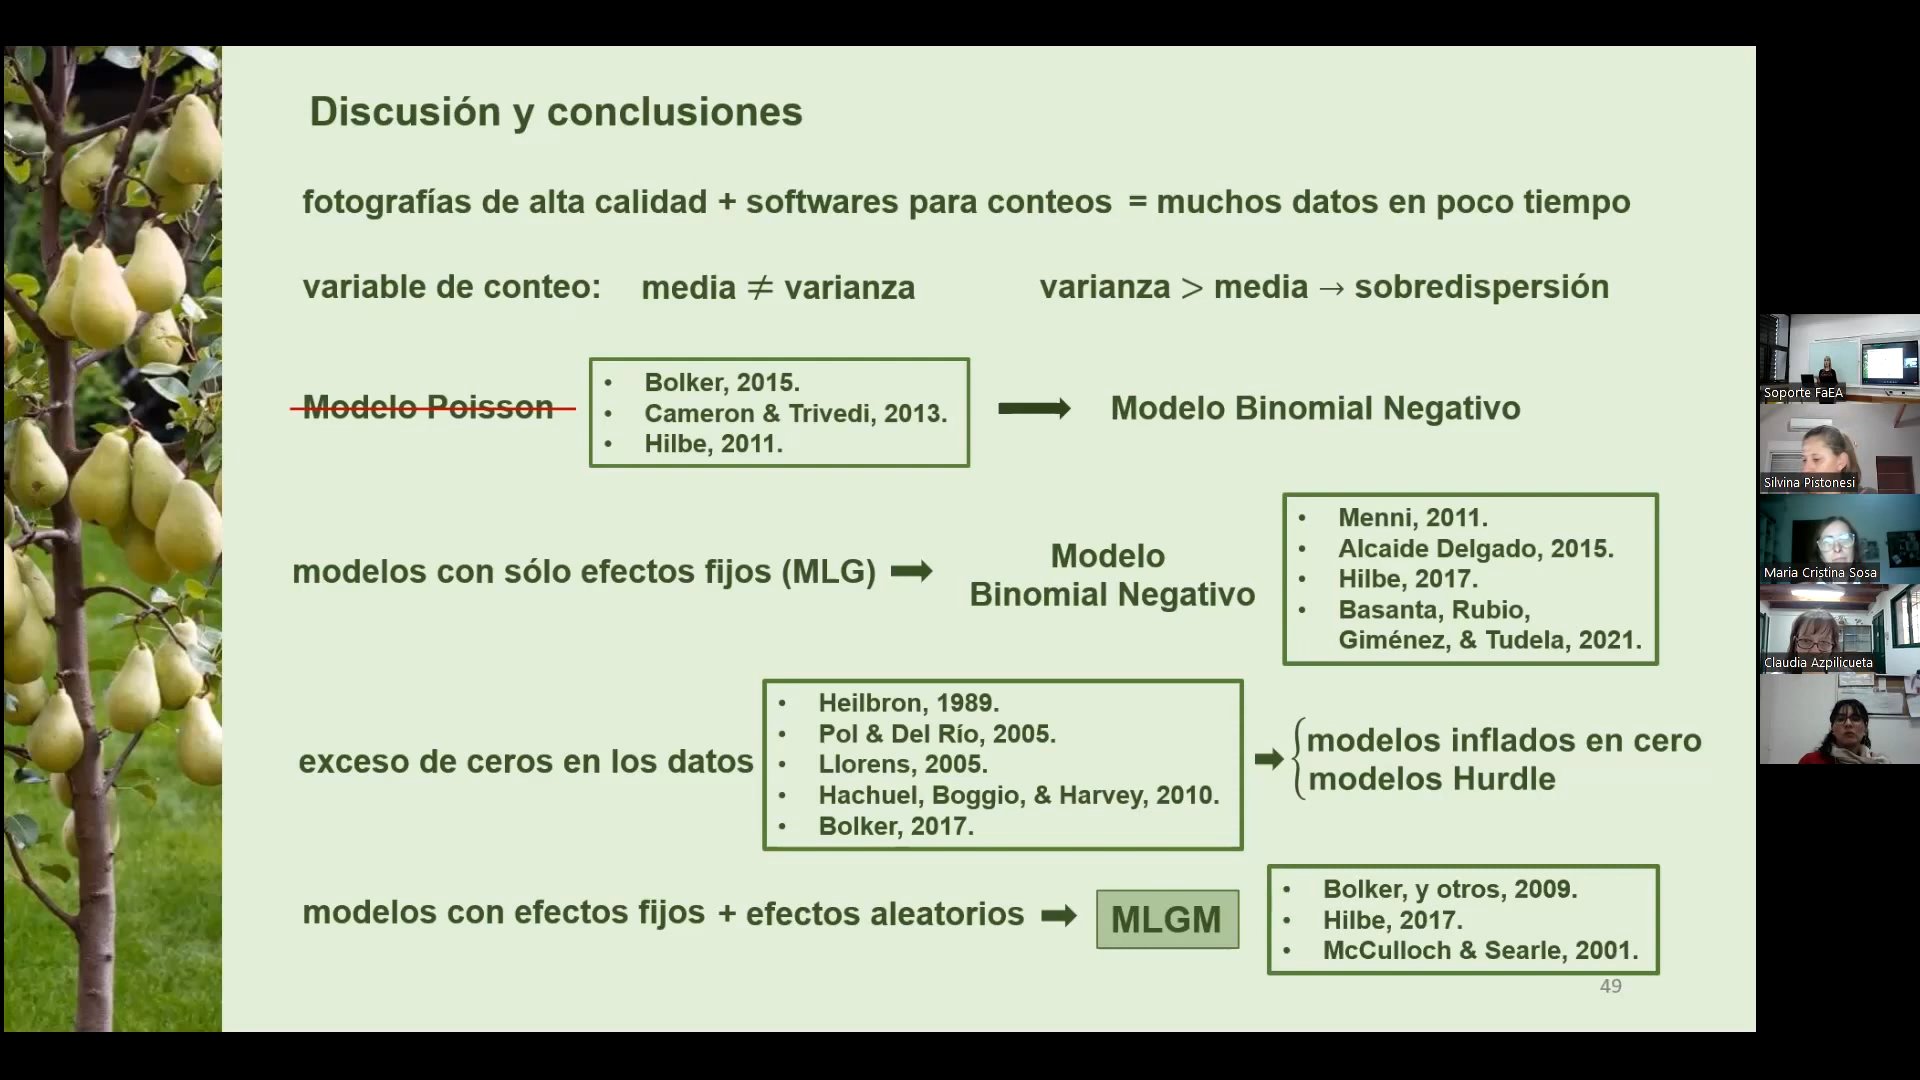 Discusión y conclusiones
fotografías de alta calidad + softwares para conteos = muchos datos en poco tiempo
variable de conteo: media ≠ varianza varianza > media → sobredispersión
Modelo Poisson
• Bolker, 2015.
• Cameron & Trivedi, 2013.
• Hilbe, 2011.
Modelo Binomial Negativo
modelos con sólo efectos fijos (MLG)
Modelo
Binomial Negativo
• Menni, 2011.
• Alcaide Delgado, 2015.
• Hilbe, 2017.
• Basanta, Rubio,
Giménez, & Tudela, 2021.
exceso de ceros en los datos
• Heilbron, 1989.
• Pol & Del Río, 2005.
• Llorens, 2005.
• Hachuel, Boggio, & Harvey, 2010.
• Bolker, 2017.
modelos inflados en cero
modelos Hurdle
modelos con efectos fijos + efectos aleatorios
MLGM
• Bolker, y otros, 2009.
• Hilbe, 2017.
• McCulloch & Searle, 2001.
49
Soporte FaEA
Silvina Pistonesi
Maria Cristina Sosa
Claudia Azpilicueta